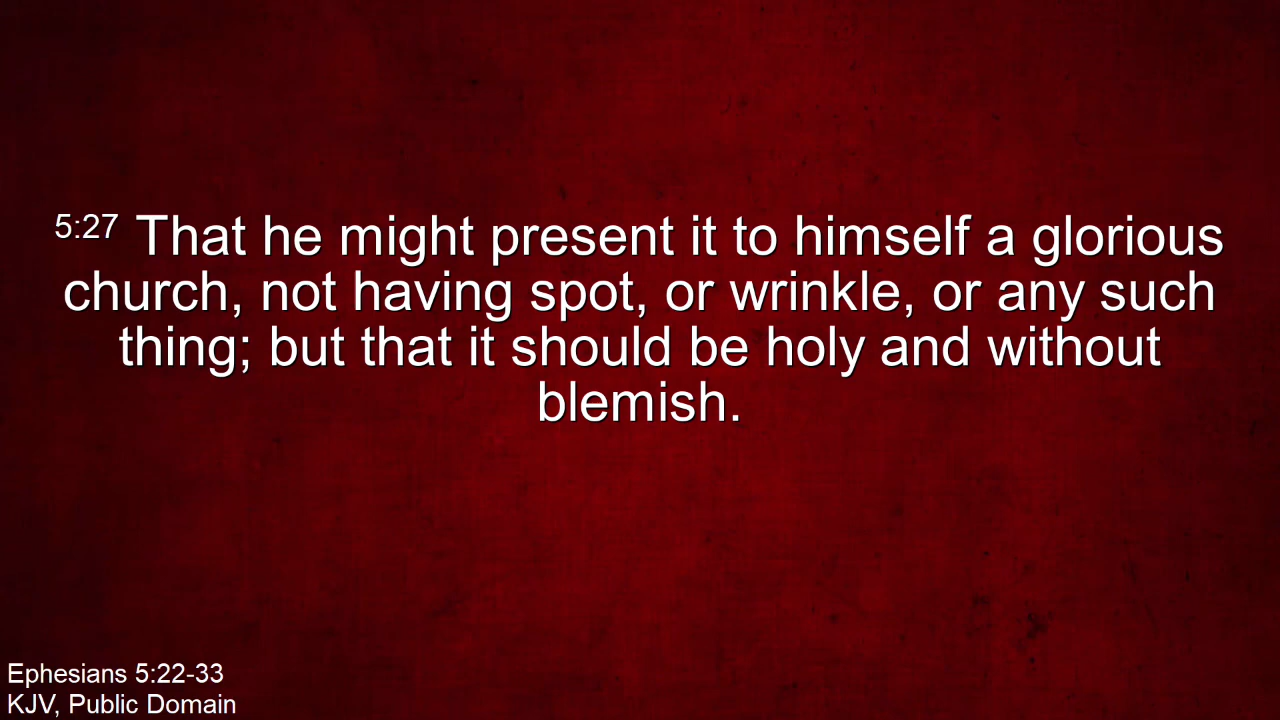 5:27 That he might present it to himself a glorious
church, not having spot, or wrinkle, or any such
thing; but that it should be holy and without
blemish.
Ephesians 5:22-33
KJV, Public Domain